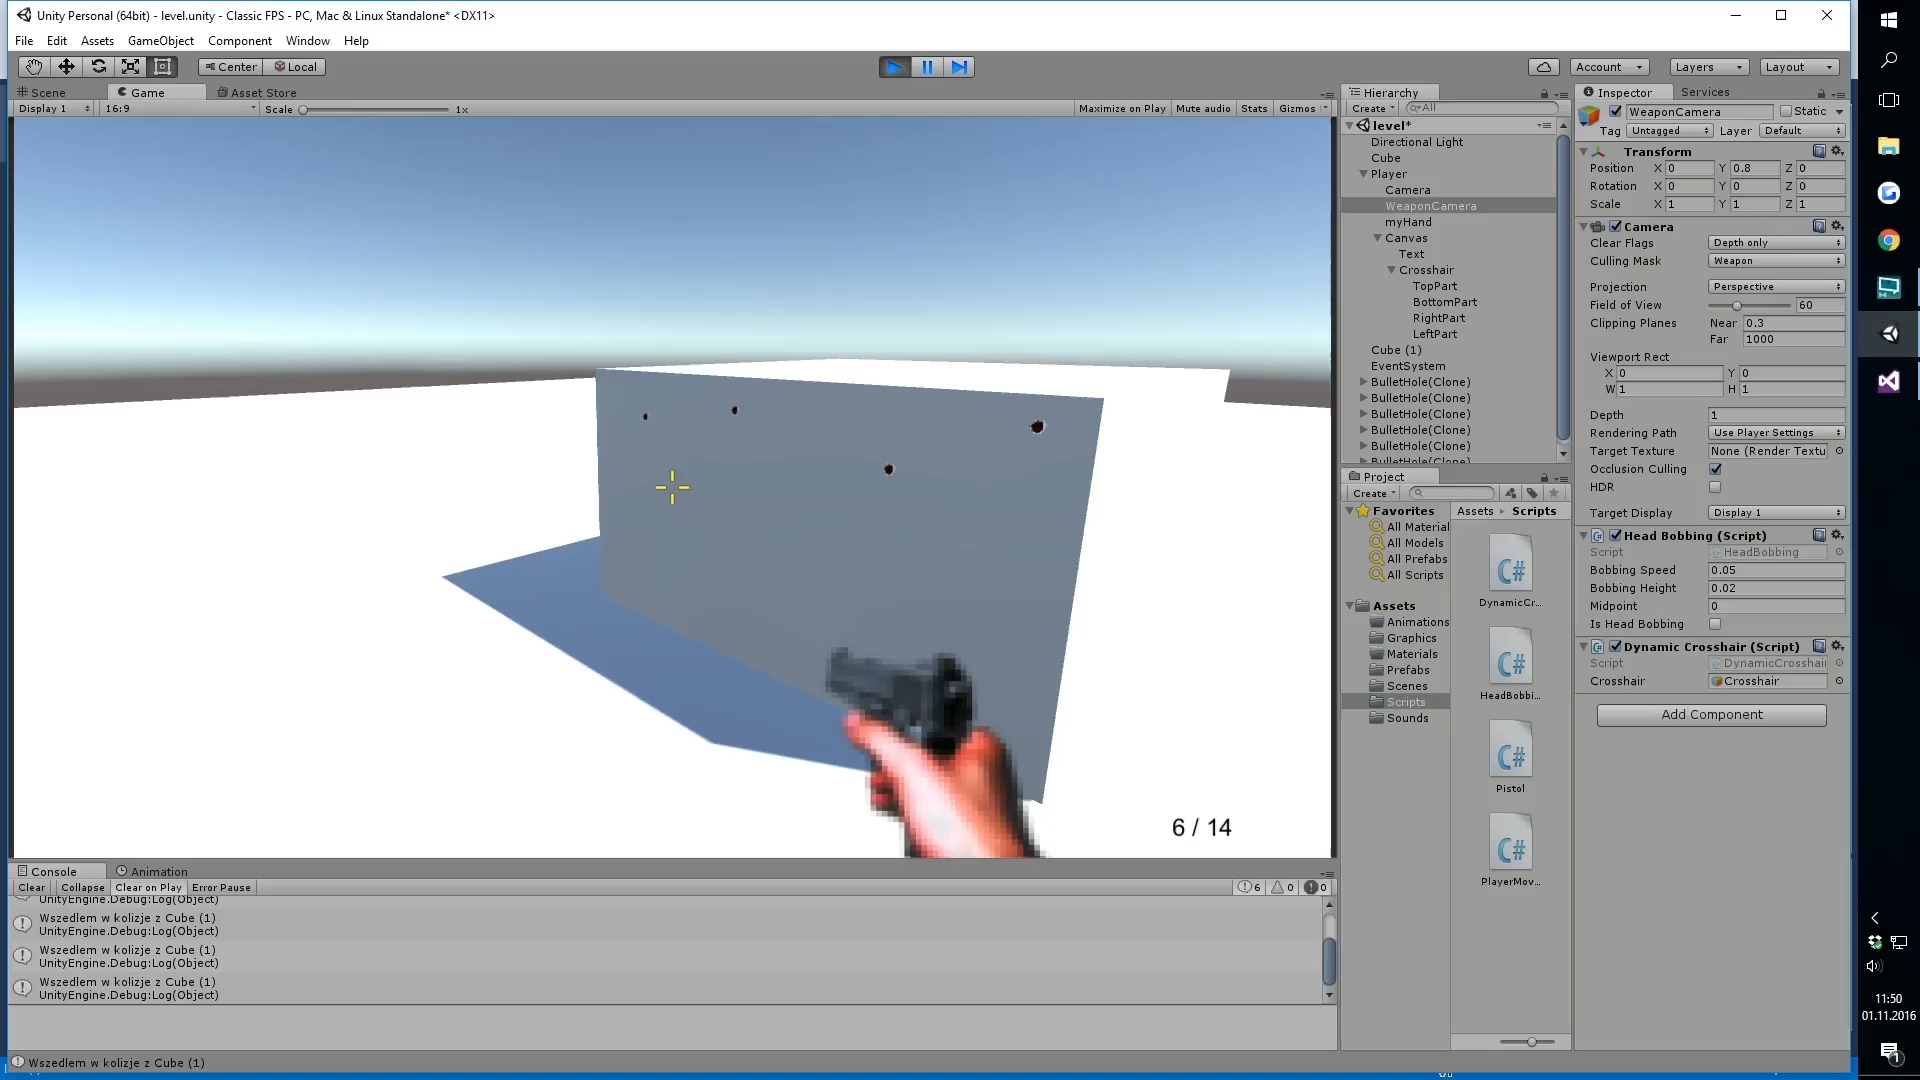 Unity Personal (64bit) - level.unity - Classic FPS - PC, Mac & Linux Standalone* <DX11>
File Edit Assets GameObject Component Window Help
Center Local
Account Layers Layout
Scene Game Asset Store
Display 1 16:9 Scale 1x Maximize on Play Mute audio Stats Gizmos
6 / 14
Hierarchy
Create All
level*
Directional Light
Cube
Player
Camera
WeaponCamera
myHand
Canvas
Text
Crosshair
TopPart
BottomPart
RightPart
LeftPart
Cube (1)
EventSystem
BulletHole(Clone)
BulletHole(Clone)
BulletHole(Clone)
BulletHole(Clone)
BulletHole(Clone)
BulletHole(Clone)
Project
Create
Favorites
All Material
All Models
All Prefabs
All Scripts
Assets
Animations
Graphics
Materials
Prefabs
Scenes
Scripts
Sounds
Assets Scripts
C#
DynamicCr...
C#
HeadBobbi...
C#
Pistol
C#
PlayerMov...
Inspector Services
WeaponCamera Static
Tag Untagged Layer Default
Transform
Position X 0 Y 0.8 Z 0
Rotation X 0 Y 0 Z 0
Scale X 1 Y 1 Z 1
Camera
Clear Flags Depth only
Culling Mask Weapon
Projection Perspective
Field of View 60
Clipping Planes Near 0.3
Far 1000
Viewport Rect
X 0 Y 0
W 1 H 1
Depth 1
Rendering Path Use Player Settings
Target Texture None (Render Textu
Occlusion Culling
HDR
Target Display Display 1
Head Bobbing (Script)
Script HeadBobbing
Bobbing Speed 0.05
Bobbing Height 0.02
Midpoint 0
Is Head Bobbing
Dynamic Crosshair (Script)
Script DynamicCrosshair
Crosshair Crosshair
Add Component
Console Animation
Clear Collapse Clear on Play Error Pause 6 0 0
UnityEngine.Debug:Log(Object)
Wszedlem w kolizje z Cube (1)
UnityEngine.Debug:Log(Object)
Wszedlem w kolizje z Cube (1)
UnityEngine.Debug:Log(Object)
Wszedlem w kolizje z Cube (1)
UnityEngine.Debug:Log(Object)
Wszedlem w kolizje z Cube (1)
11:50
01.11.2016
1